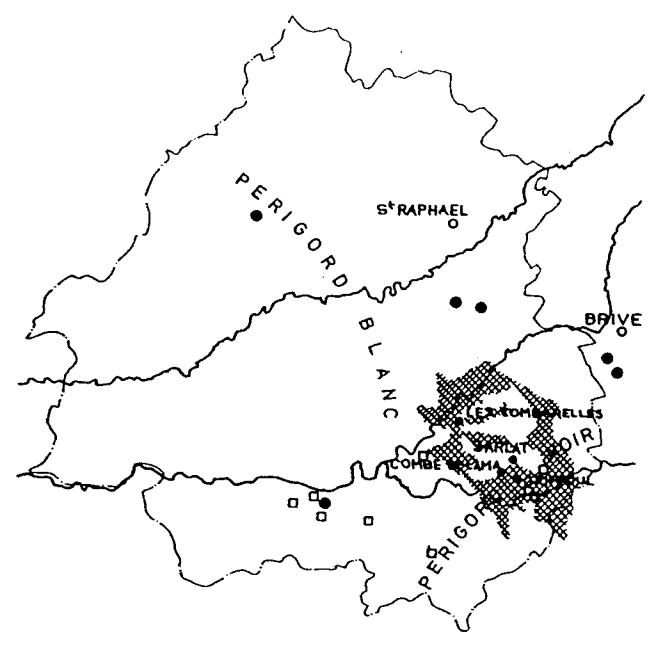 PERIGORD BLANC
St RAPHAEL
BRIVE
LES COMBARELLES
SARLAT
PERIGORD NOIR